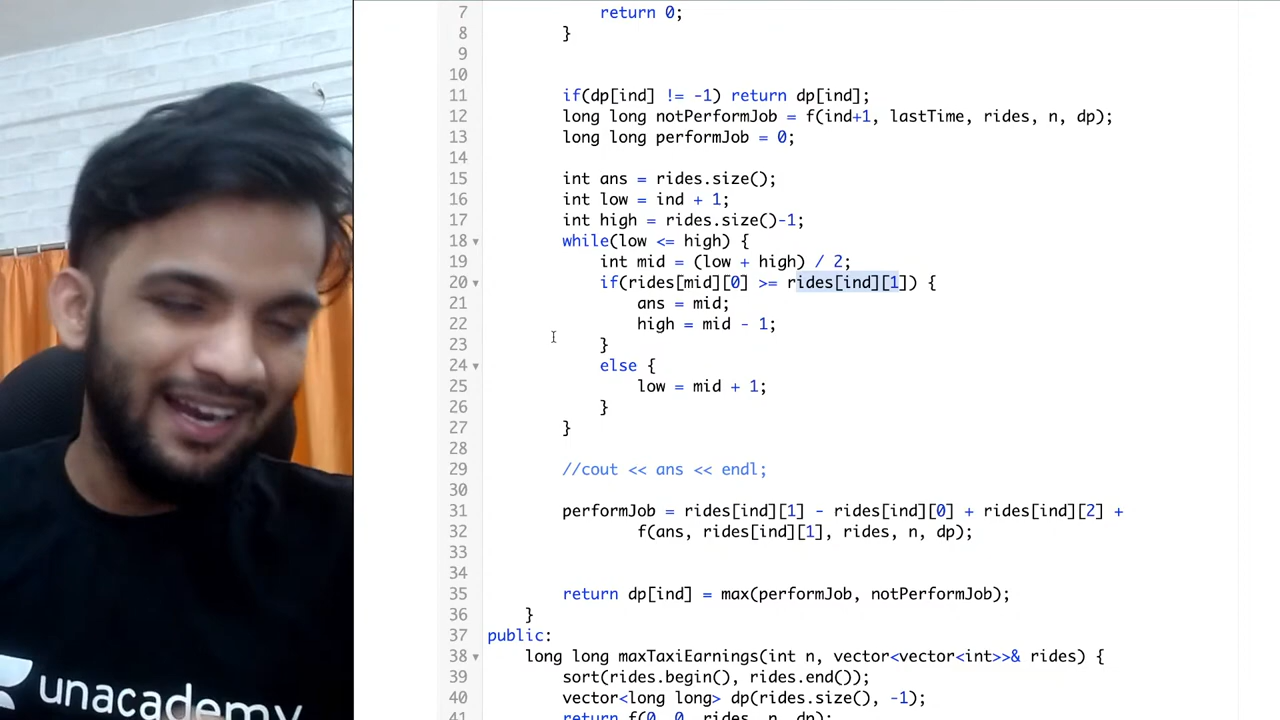 7 return 0;
8 }
9
10
11 if(dp[ind] != -1) return dp[ind];
12 long long notPerformJob = f(ind+1, lastTime, rides, n, dp);
13 long long performJob = 0;
14
15 int ans = rides.size();
16 int low = ind + 1;
17 int high = rides.size()-1;
18 while(low <= high) {
19 int mid = (low + high) / 2;
20 if(rides[mid][0] >= rides[ind][1]) {
21 ans = mid;
22 high = mid - 1;
23 }
24 else {
25 low = mid + 1;
26 }
27 }
28
29 //cout << ans << endl;
30
31 performJob = rides[ind][1] - rides[ind][0] + rides[ind][2] +
32 f(ans, rides[ind][1], rides, n, dp);
33
34
35 return dp[ind] = max(performJob, notPerformJob);
36 }
37 public:
38 long long maxTaxiEarnings(int n, vector<vector<int>>& rides) {
39 sort(rides.begin(), rides.end());
40 vector<long long> dp(rides.size(), -1);
41 return f(0, 0, rides, n, dp);
unacademy